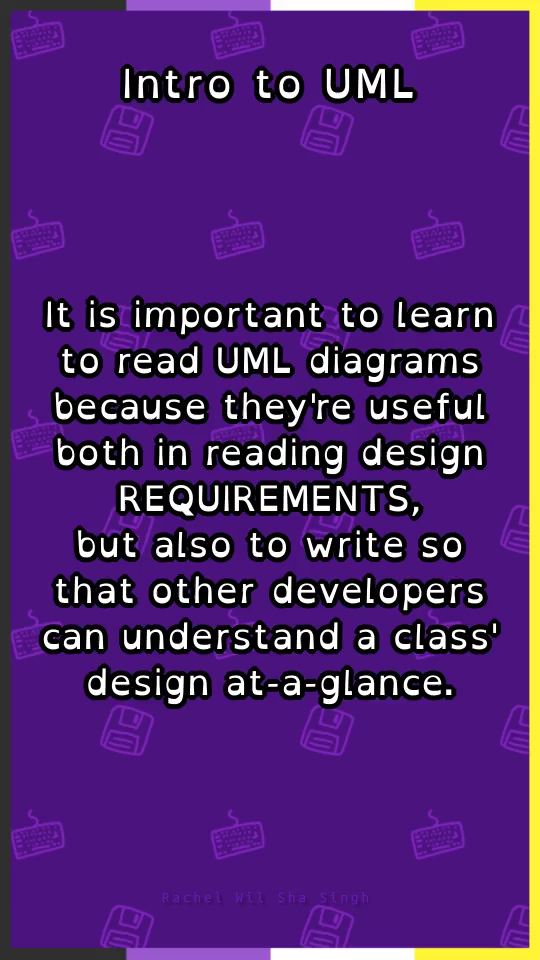 Intro to UML
It is important to learn
to read UML diagrams
because they're useful
both in reading design
REQUIREMENTS,
but also to write so
that other developers
can understand a class'
design at-a-glance.
Rachel Wil Sha Singh